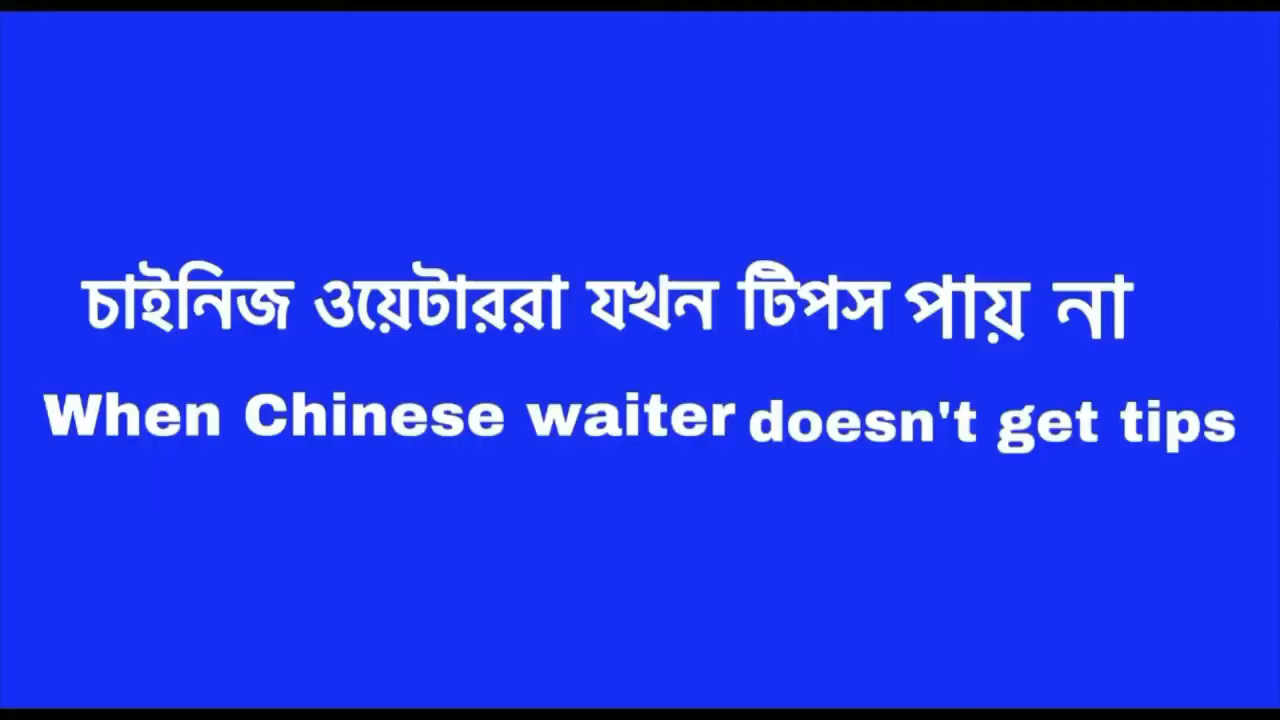 চাইনিজ ওয়েটাররা যখন টিপস পায় না
When Chinese waiter doesn't get tips